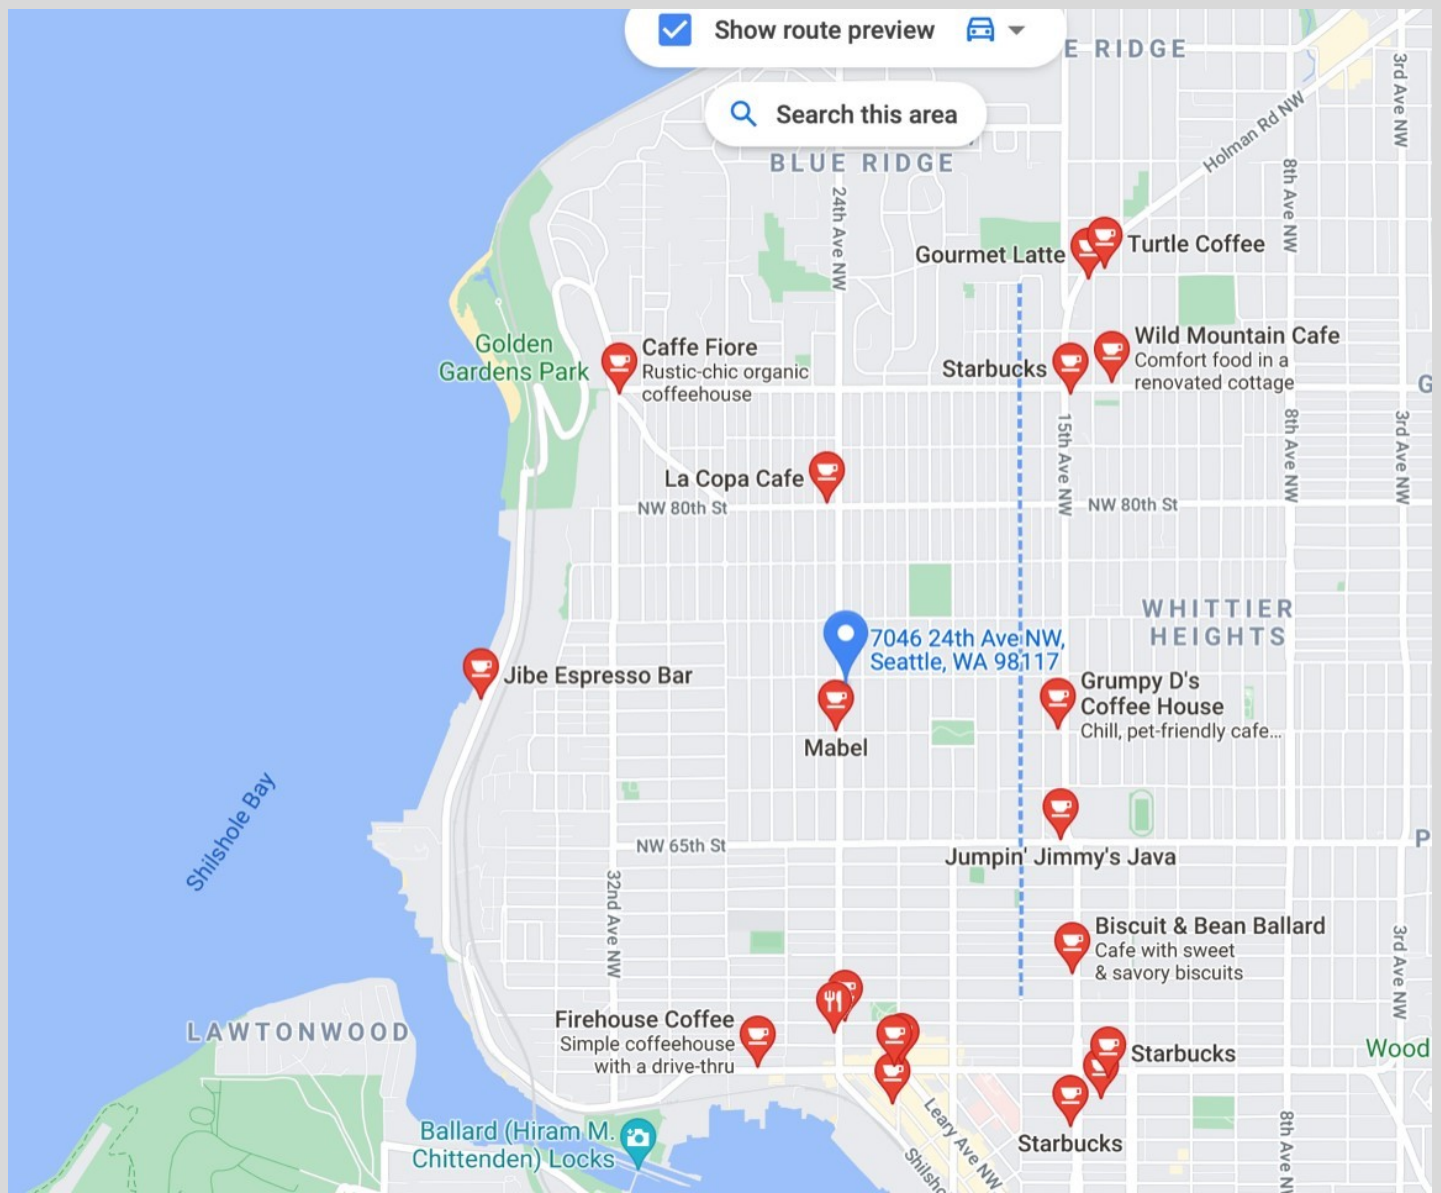 Show route preview
E RIDGE
Search this area
BLUE RIDGE
3rd Ave NW
Holman Rd NW
8th Ave NW
24th Ave NW
Gourmet Latte
Turtle Coffee
Golden
Gardens Park
Caffe Fiore
Rustic-chic organic
coffeehouse
Starbucks
Wild Mountain Cafe
Comfort food in a
renovated cottage
G
15th Ave NW
8th Ave NW
3rd Ave NW
La Copa Cafe
NW 80th St
NW 80th St
WHITTIER
HEIGHTS
7046 24th Ave NW,
Seattle, WA 98117
Jibe Espresso Bar
Grumpy D's
Coffee House
Chill, pet-friendly cafe...
Mabel
Shilshole Bay
NW 65th St
Jumpin' Jimmy's Java
P
32nd Ave NW
Biscuit & Bean Ballard
Cafe with sweet
& savory biscuits
3rd Ave NW
LAWTONWOOD
Firehouse Coffee
Simple coffeehouse
with a drive-thru
Starbucks
Wood
Leary Ave NW
Ballard (Hiram M.
Chittenden) Locks
Starbucks
Shilsho
8th Ave N